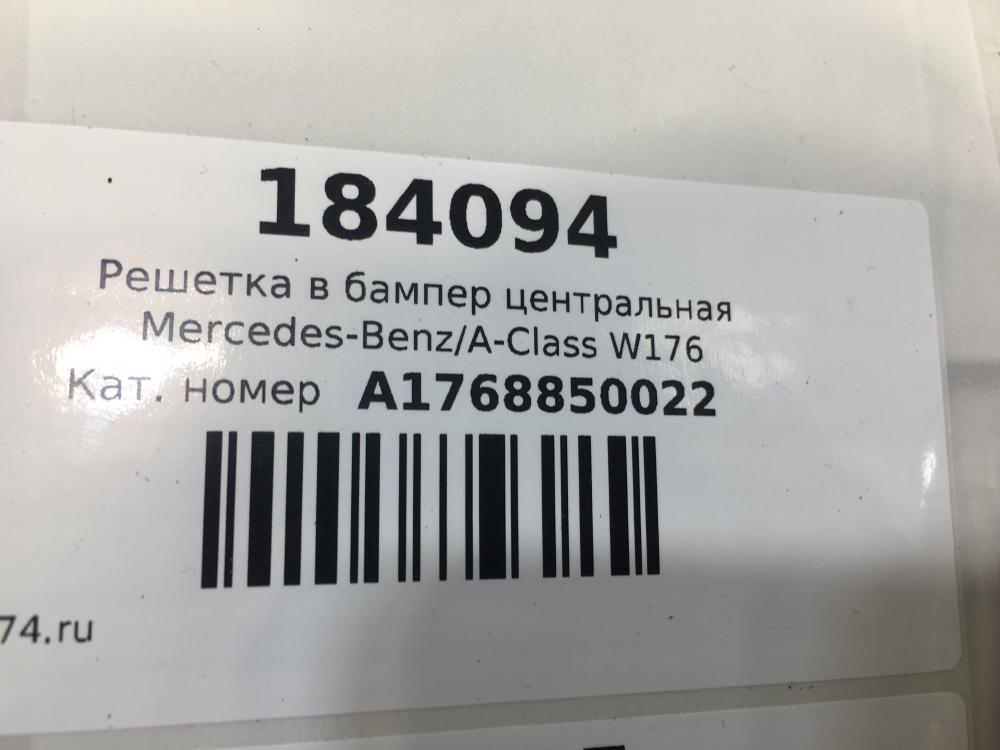 184094
Решетка в бампер центральная
Mercedes-Benz/A-Class W176
Кат. номер A1768850022
74.ru